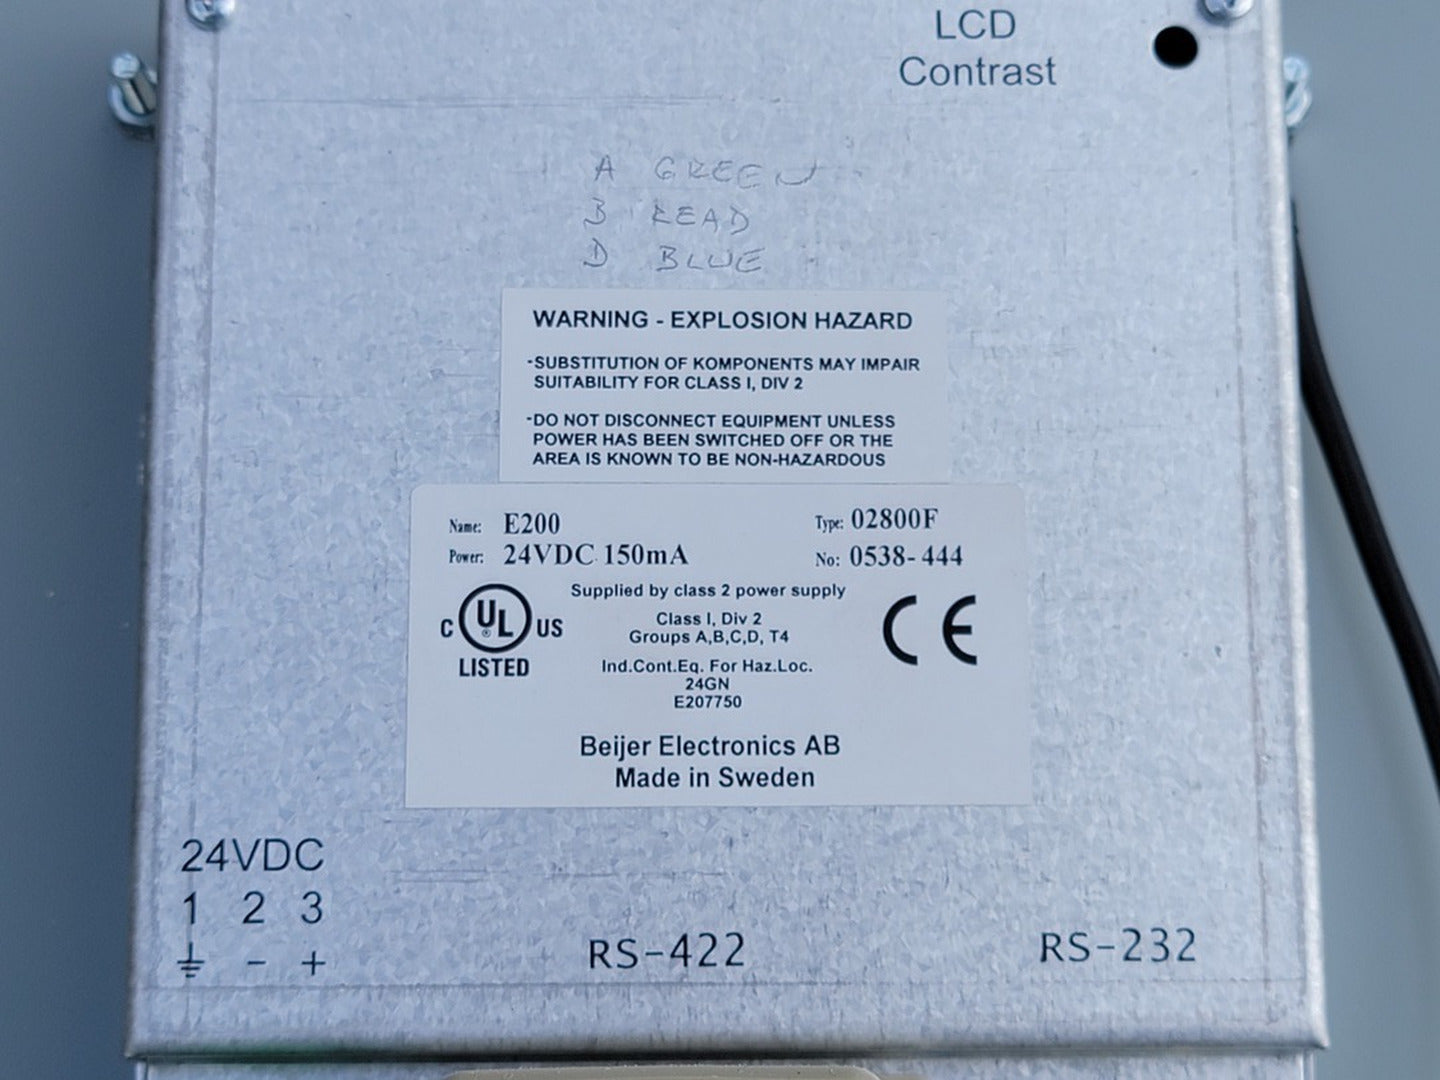 LCD
Contrast
A GREEN
B READ
D BLUE
WARNING - EXPLOSION HAZARD
-SUBSTITUTION OF KOMPONENTS MAY IMPAIR
SUITABILITY FOR CLASS I, DIV 2
-DO NOT DISCONNECT EQUIPMENT UNLESS
POWER HAS BEEN SWITCHED OFF OR THE
AREA IS KNOWN TO BE NON-HAZARDOUS
Name: E200 Type: 02800F
Power: 24VDC 150mA No: 0538-444
Supplied by class 2 power supply
C UL ® US
LISTED
Class I, Div 2
Groups A,B,C,D, T4
Ind.Cont.Eq. For Haz.Loc.
24GN
E207750
CE
Beijer Electronics AB
Made in Sweden
24VDC
1 2 3
⏚ - +
RS-422
RS-232